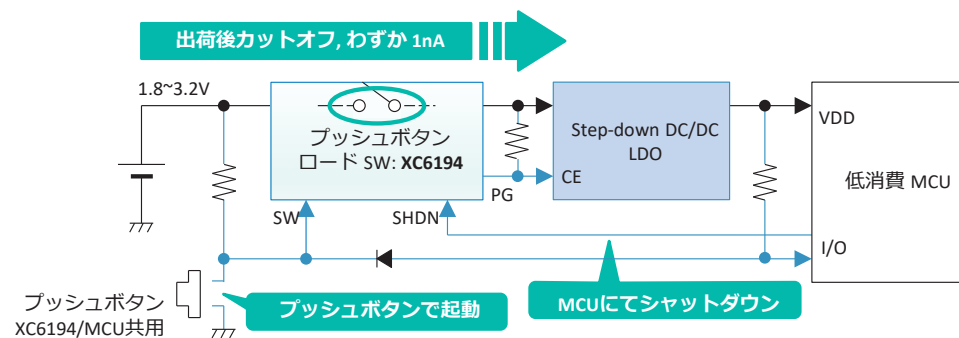 出荷後カットオフ, わずか 1nA
1.8~3.2V
プッシュボタン
ロード SW: XC6194
Step-down DC/DC
LDO
VDD
低消費 MCU
CE
PG
SW
SHDN
I/O
プッシュボタン
XC6194/MCU共用
プッシュボタンで起動
MCUにてシャットダウン